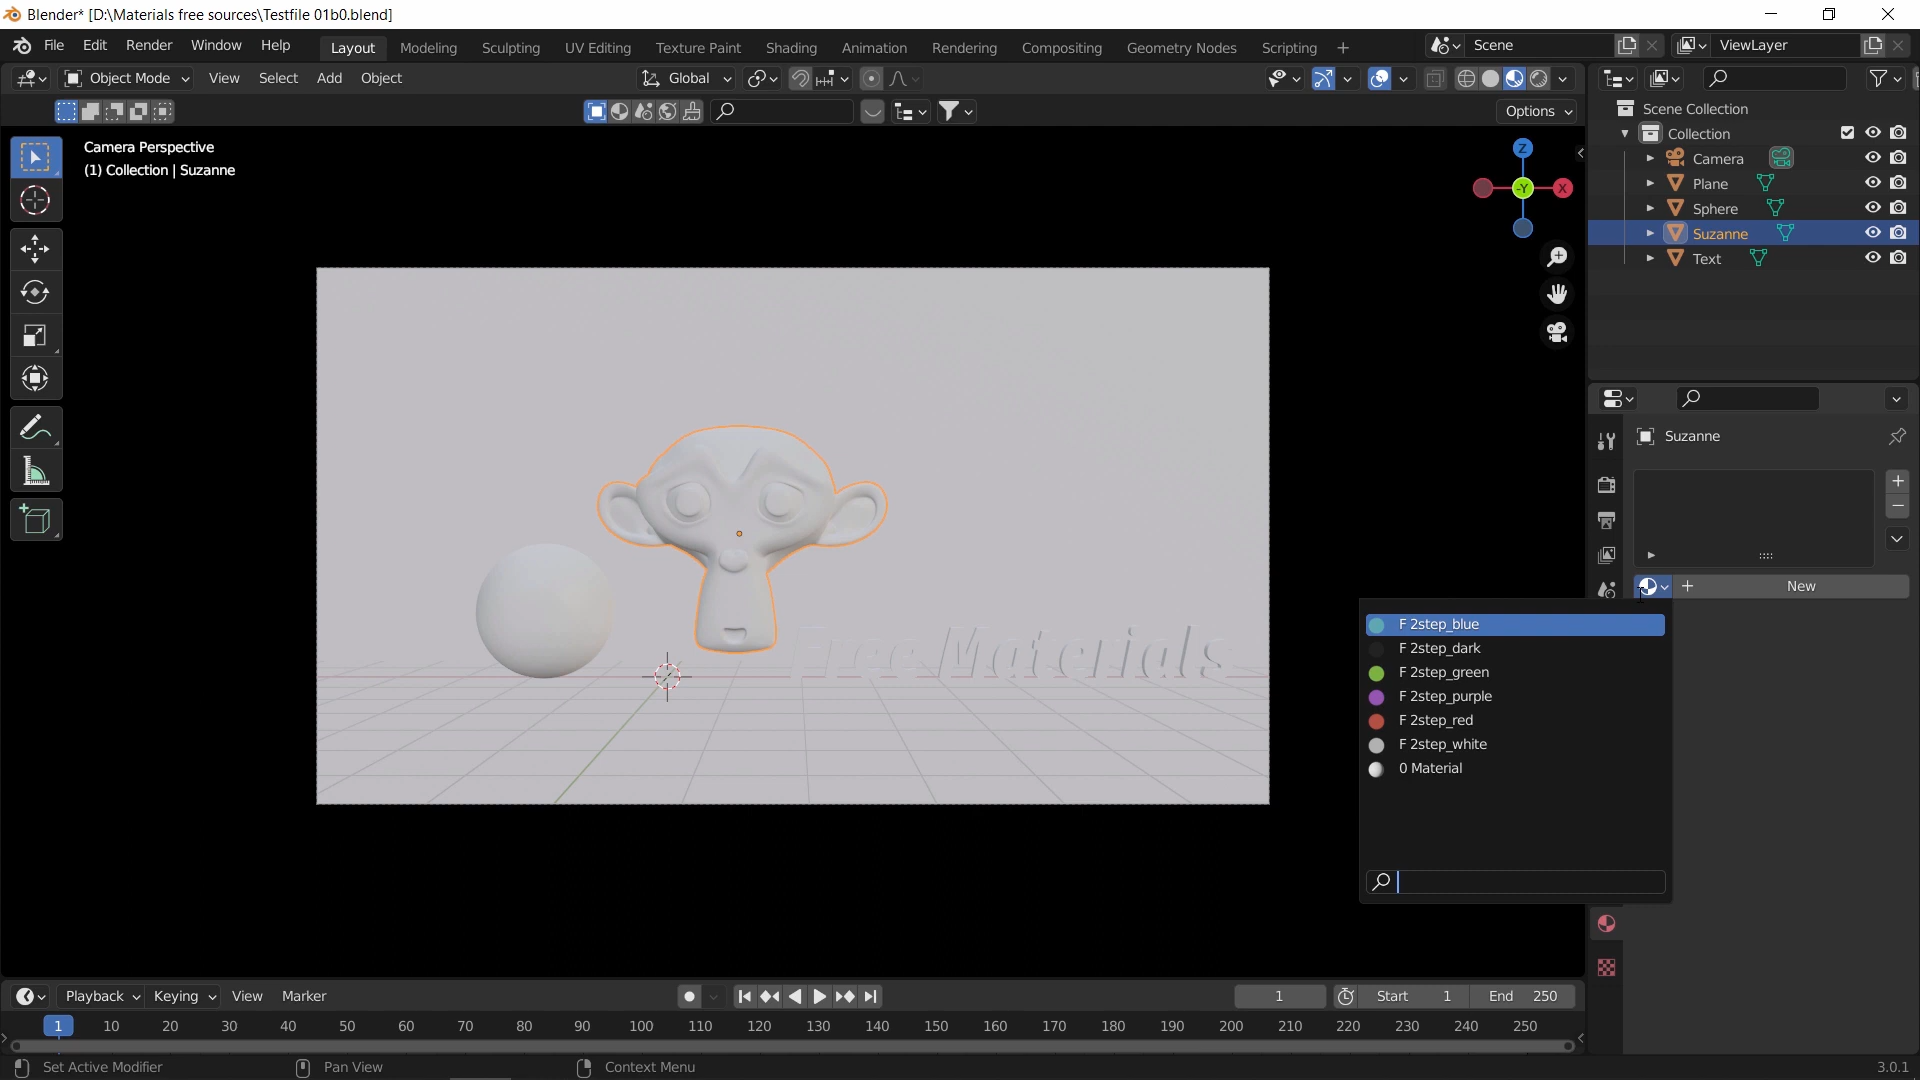 Blender* [D:\Materials free sources\Testfile 01b0.blend]
File Edit Render Window Help Layout Modeling Sculpting UV Editing Texture Paint Shading Animation Rendering Compositing Geometry Nodes Scripting + Scene ViewLayer
Object Mode View Select Add Object Global
Options
Camera Perspective
(1) Collection | Suzanne
Z
-Y X
Free Materials
Scene Collection
Collection
Camera
Plane
Sphere
Suzanne
Text
Suzanne
New
F 2step_blue
F 2step_dark
F 2step_green
F 2step_purple
F 2step_red
F 2step_white
0 Material
Playback Keying View Marker 1 Start 1 End 250
1 10 20 30 40 50 60 70 80 90 100 110 120 130 140 150 160 170 180 190 200 210 220 230 240 250
Set Active Modifier Pan View Context Menu 3.0.1